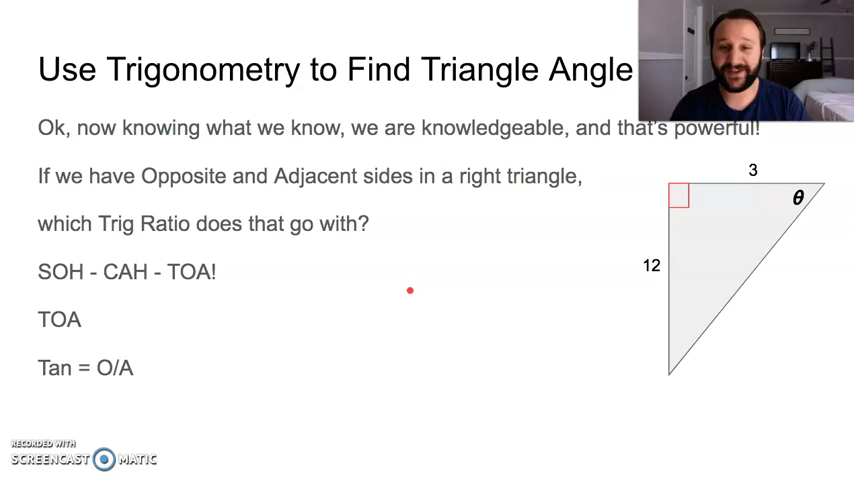 Use Trigonometry to Find Triangle Angle
Ok, now knowing what we know, we are knowledgeable, and that's powerful!
If we have Opposite and Adjacent sides in a right triangle,
which Trig Ratio does that go with?
SOH - CAH - TOA!
TOA
Tan = O/A
3
θ
12
RECORDED WITH
SCREENCAST MATIC